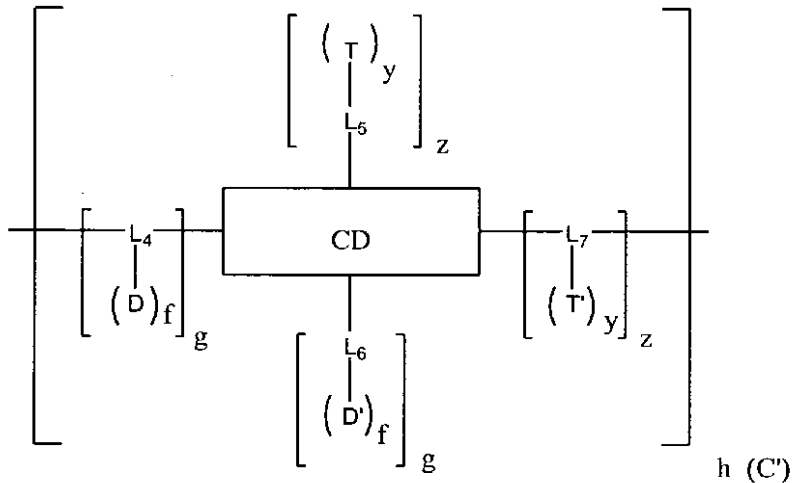 ( T ) y
L5
z
L4
CD
L7
( D ) f
g
( T' ) y
z
L6
( D' ) f
g
h (C')